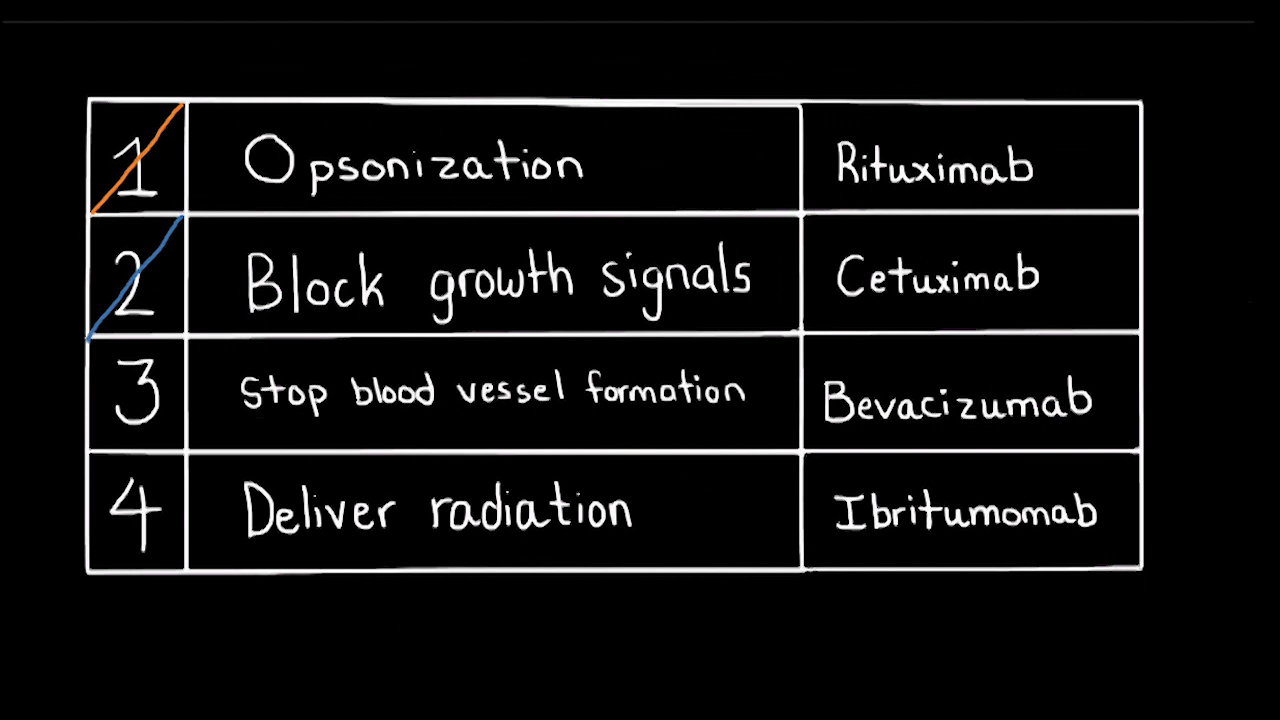 1 Opsonization Rituximab
2 Block growth signals Cetuximab
3 Stop blood vessel formation Bevacizumab
4 Deliver radiation Ibritumomab